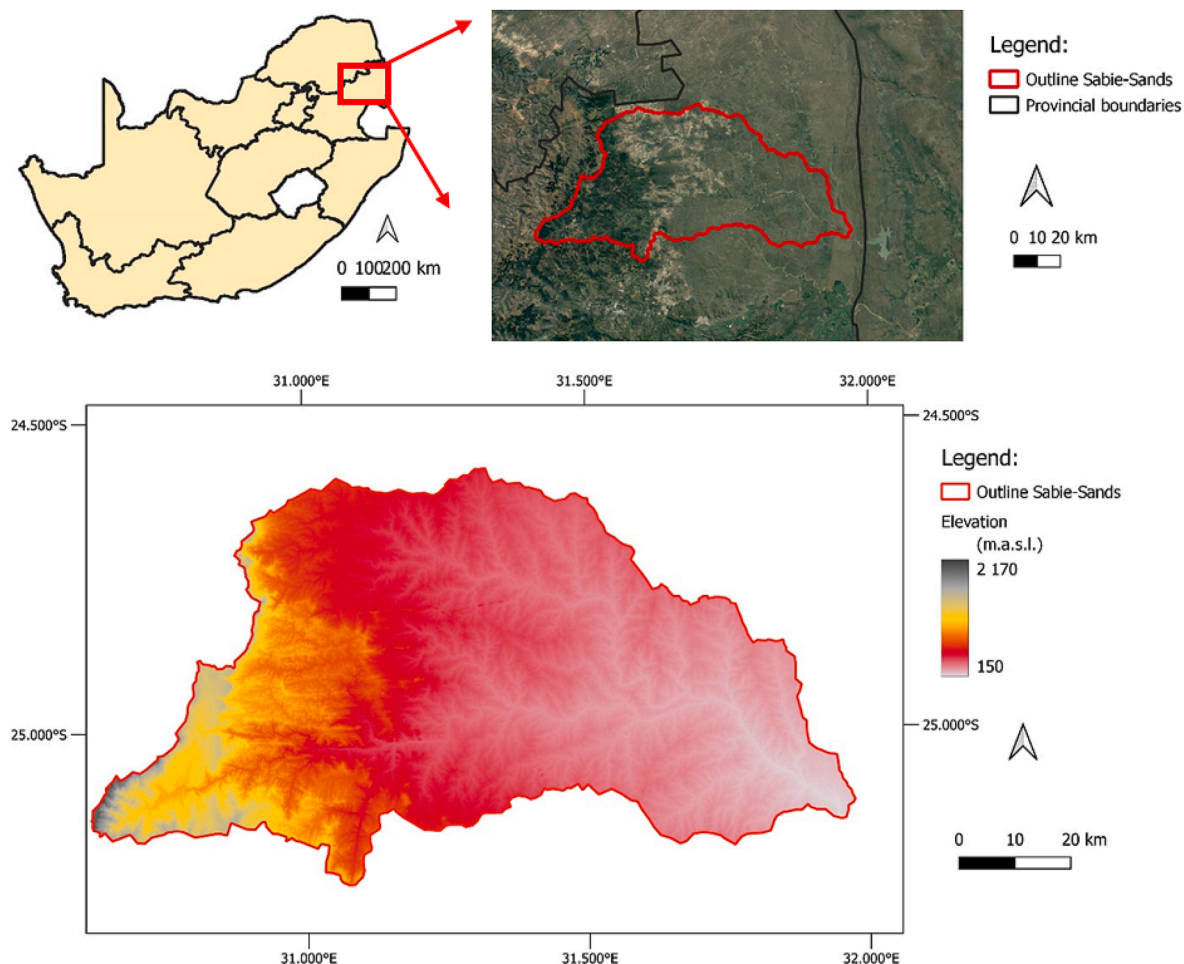 Legend:
Outline Sabie-Sands
Provincial boundaries
0 100200 km
0 10 20 km
31.000°E 31.500°E 32.000°E
24.500°S 24.500°S
Legend:
Outline Sabie-Sands
Elevation
(m.a.s.l.)
2 170
150
25.000°S 25.000°S
0 10 20 km
31.000°E 31.500°E 32.000°E